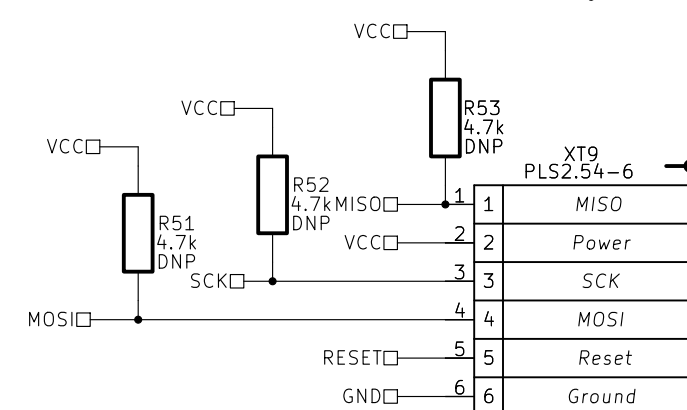 VCC
VCC
R53
4.7k
DNP
VCC
XT9
PLS2.54-6
R52
4.7k
DNP
MISO
1
1
MISO
R51
4.7k
DNP
VCC
2
2
Power
SCK
3
3
SCK
MOSI
4
4
MOSI
RESET
5
5
Reset
GND
6
6
Ground